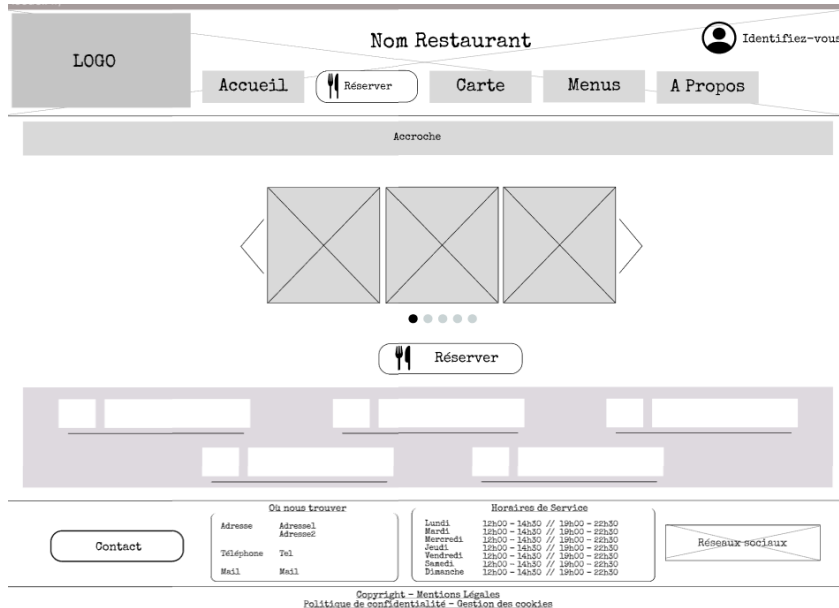 LOGO
Nom Restaurant
Identifiez-vous
Accueil
Réserver
Carte
Menus
A Propos
Accroche
Réserver
Contact
Où nous trouver
Adresse Adresse1
Adresse2
Téléphone Tel
Mail Mail
Horaires de Service
Lundi 12h00 - 14h30 // 19h00 - 22h30
Mardi 12h00 - 14h30 // 19h00 - 22h30
Mercredi 12h00 - 14h30 // 19h00 - 22h30
Jeudi 12h00 - 14h30 // 19h00 - 22h30
Vendredi 12h00 - 14h30 // 19h00 - 22h30
Samedi 12h00 - 14h30 // 19h00 - 22h30
Dimanche 12h00 - 14h30 // 19h00 - 22h30
Réseaux sociaux
Copyright - Mentions Légales
Politique de confidentialité - Gestion des cookies